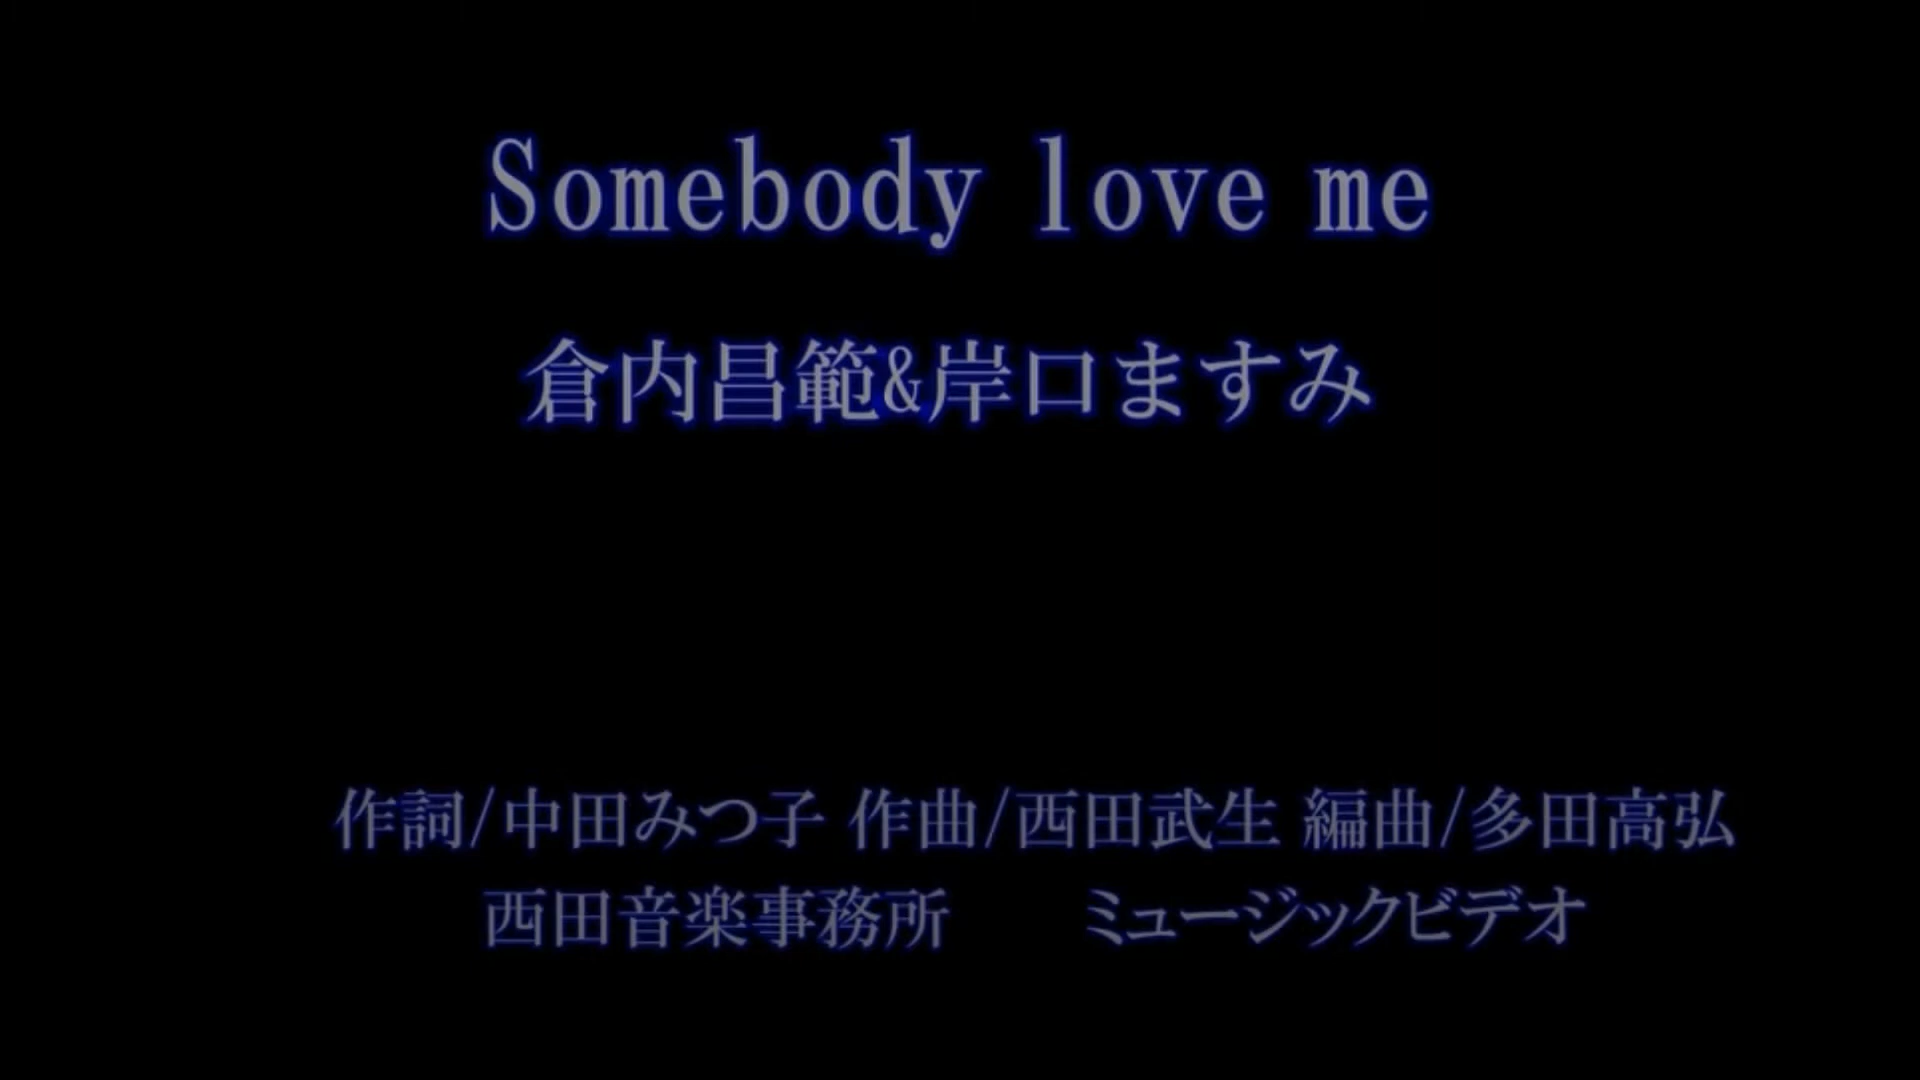 Somebody love me
倉内昌範&岸口ますみ
作詞/中田みつ子 作曲/西田武生 編曲/多田高弘
西田音楽事務所　　ミュージックビデオ